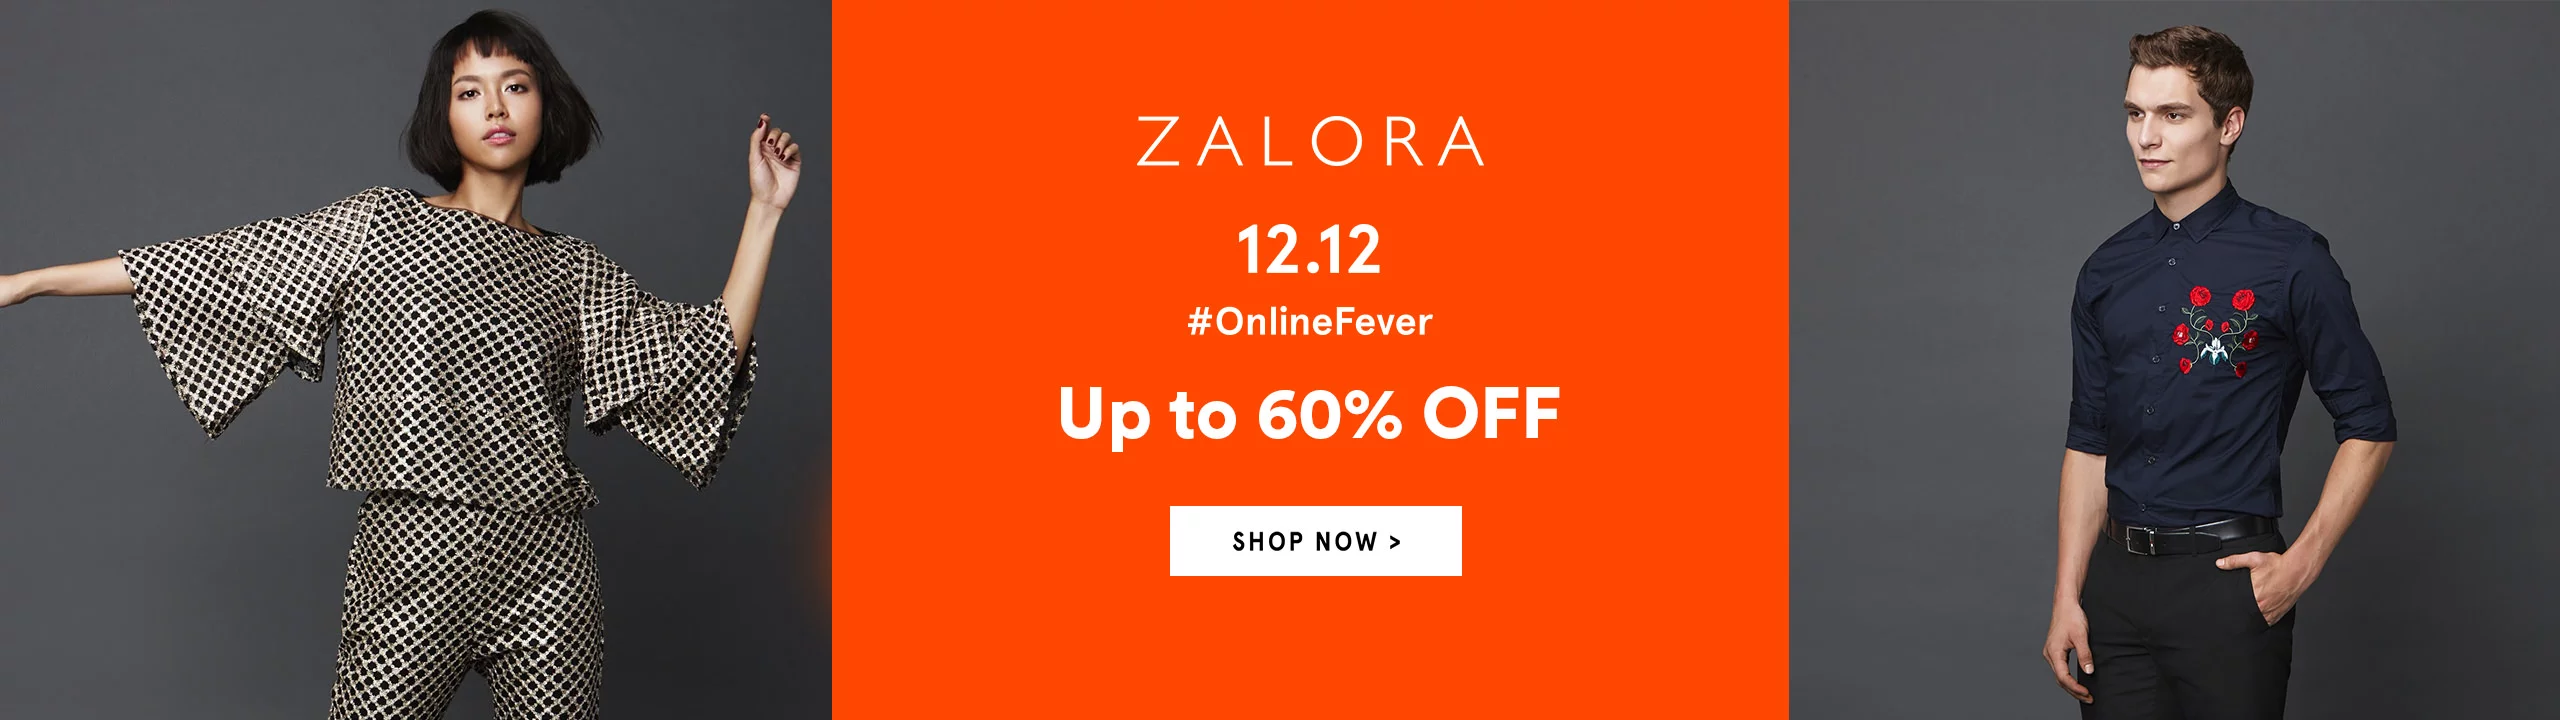 ZALORA
12.12
#OnlineFever
Up to 60% OFF
SHOP NOW >